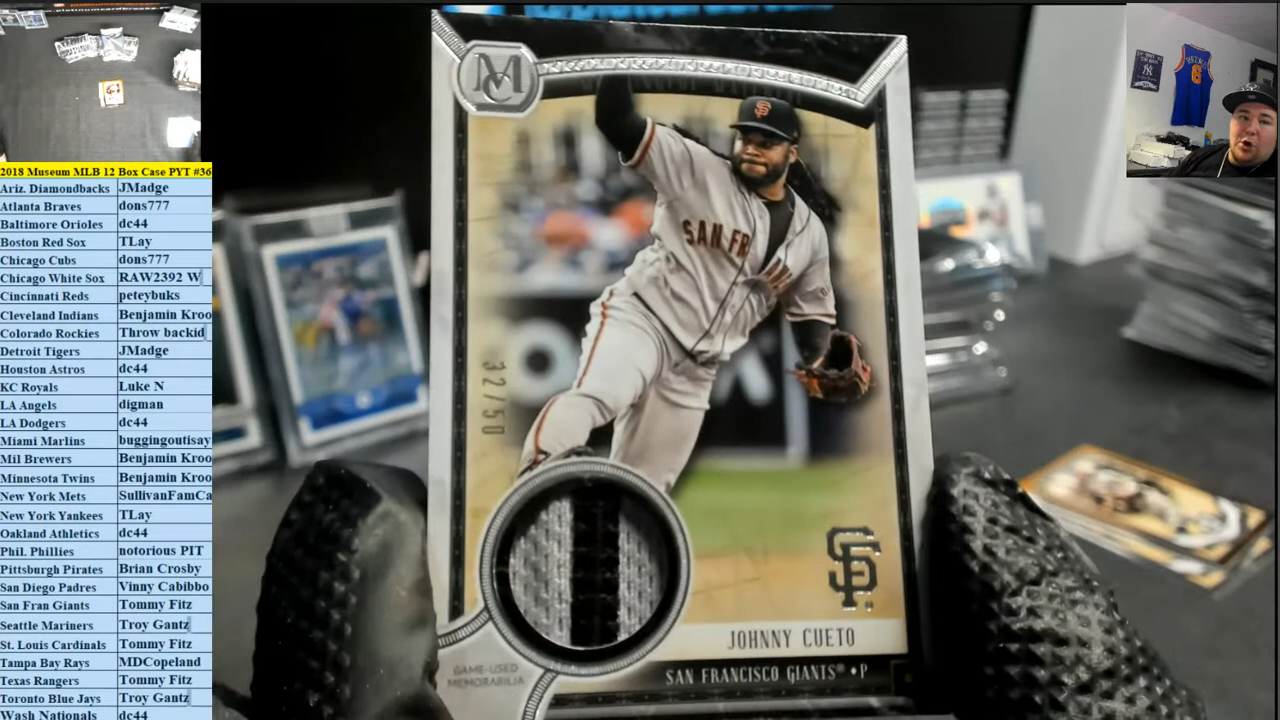 2018 Museum MLB 12 Box Case PYT #36
Ariz. Diamondbacks JMadge
Atlanta Braves dons777
Baltimore Orioles dc44
Boston Red Sox TLay
Chicago Cubs dons777
Chicago White Sox RAW2392 W
Cincinnati Reds peteybuks
Cleveland Indians Benjamin Kroo
Colorado Rockies Throw backid
Detroit Tigers JMadge
Houston Astros dc44
KC Royals Luke N
LA Angels digman
LA Dodgers dc44
Miami Marlins buggingoutisay
Mil Brewers Benjamin Kroo
Minnesota Twins Benjamin Kroo
New York Mets SullivanFamCa
New York Yankees TLay
Oakland Athletics dc44
Phil. Phillies notorious PIT
Pittsburgh Pirates Brian Crosby
San Diego Padres Vinny Cabibbo
San Fran Giants Tommy Fitz
Seattle Mariners Troy Gantz
St. Louis Cardinals Tommy Fitz
Tampa Bay Rays MDCopeland
Texas Rangers Tommy Fitz
Toronto Blue Jays Troy Gantz
Wash Nationals dc44
MC
SF
SAN FR
32/50
SF
JOHNNY CUETO
GAME-USED
MEMORABILIA
SAN FRANCISCO GIANTS® • P
6